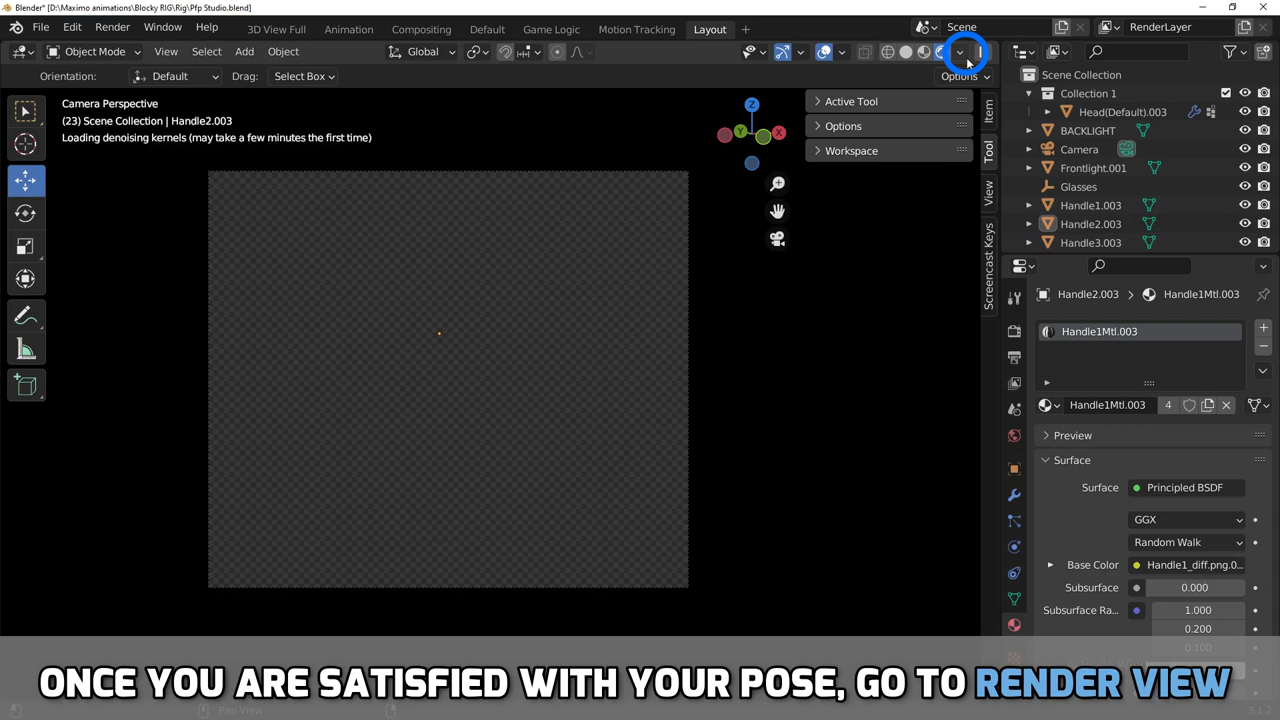 Blender* [D:\Maximo animations\Blocky RIG\Rig\Pfp Studio.blend]
File Edit Render Window Help 3D View Full Animation Compositing Default Game Logic Motion Tracking Layout + Scene RenderLayer
Object Mode View Select Add Object Global
Orientation: Default Drag: Select Box Options
Camera Perspective
(23) Scene Collection | Handle2.003
Loading denoising kernels (may take a few minutes the first time)
Z
Y
X
Active Tool
Options
Workspace
Item
Tool
View
Screencast Keys
Scene Collection
Collection 1
Head(Default).003
BACKLIGHT
Camera
Frontlight.001
Glasses
Handle1.003
Handle2.003
Handle3.003
Handle2.003 > Handle1Mtl.003
Handle1Mtl.003
Handle1Mtl.003 4
Preview
Surface
Surface Principled BSDF
GGX
Random Walk
Base Color Handle1_diff.png.0...
Subsurface 0.000
Subsurface Ra... 1.000
0.200
0.100
ONCE YOU ARE SATISFIED WITH YOUR POSE, GO TO RENDER VIEW
Pan View